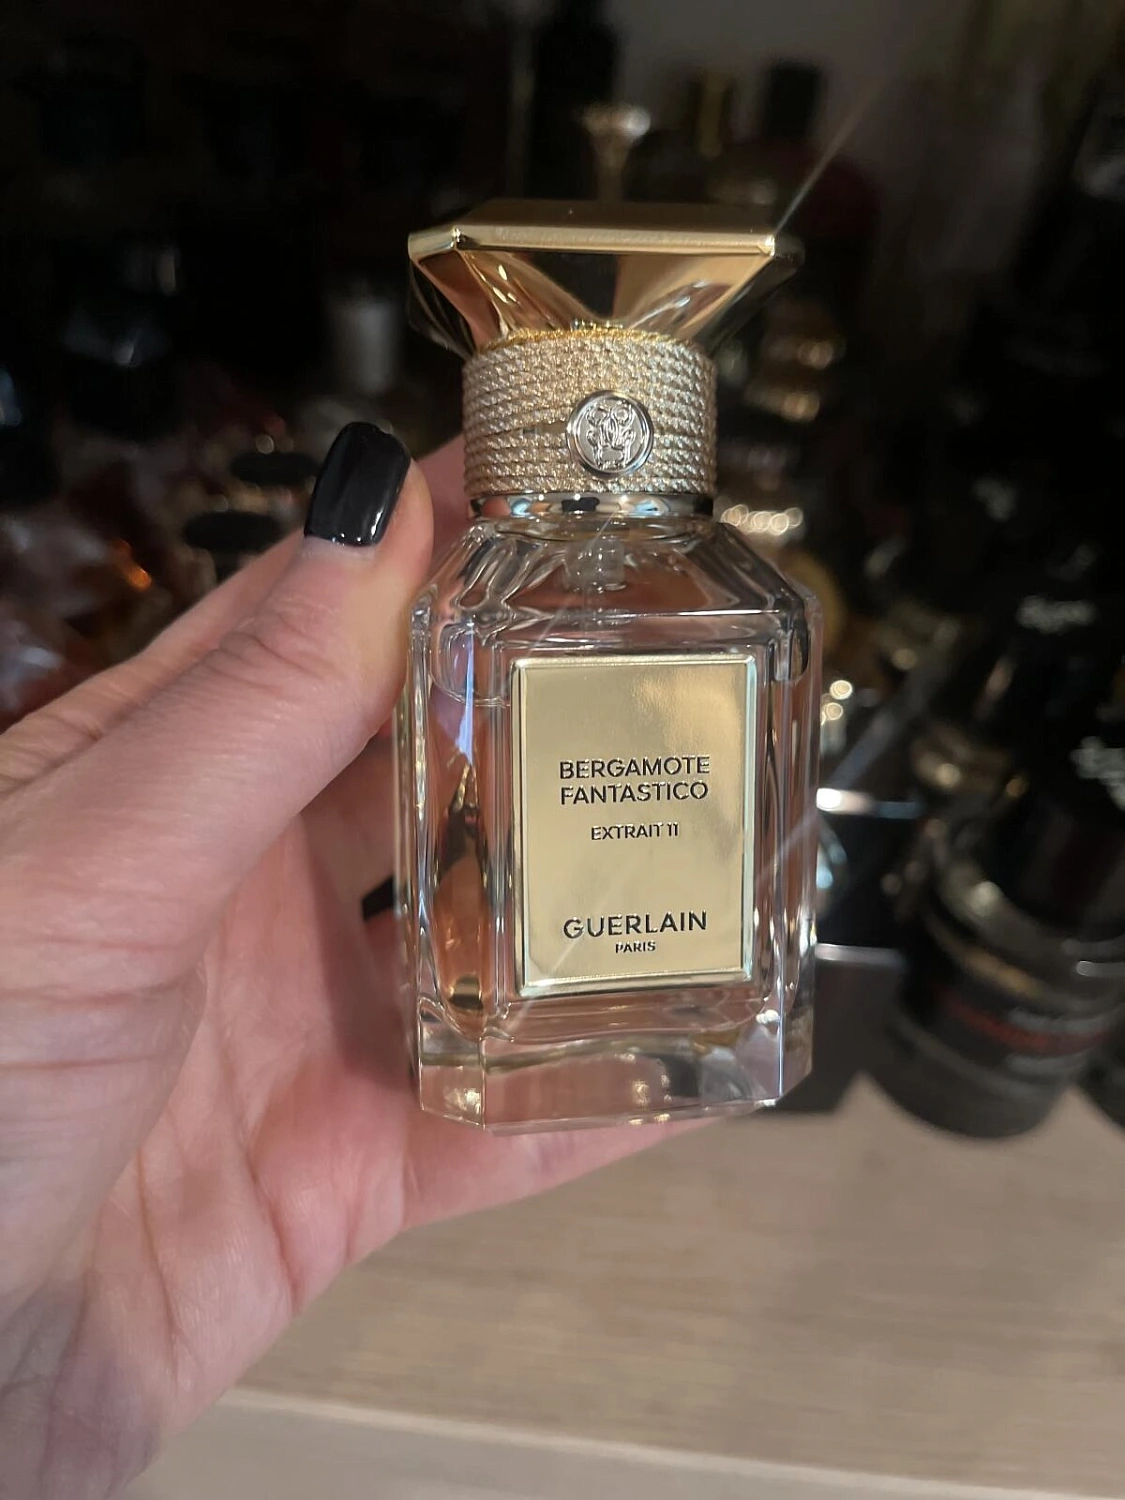 BERGAMOTE
FANTASTICO
EXTRAIT 11
GUERLAIN
PARIS